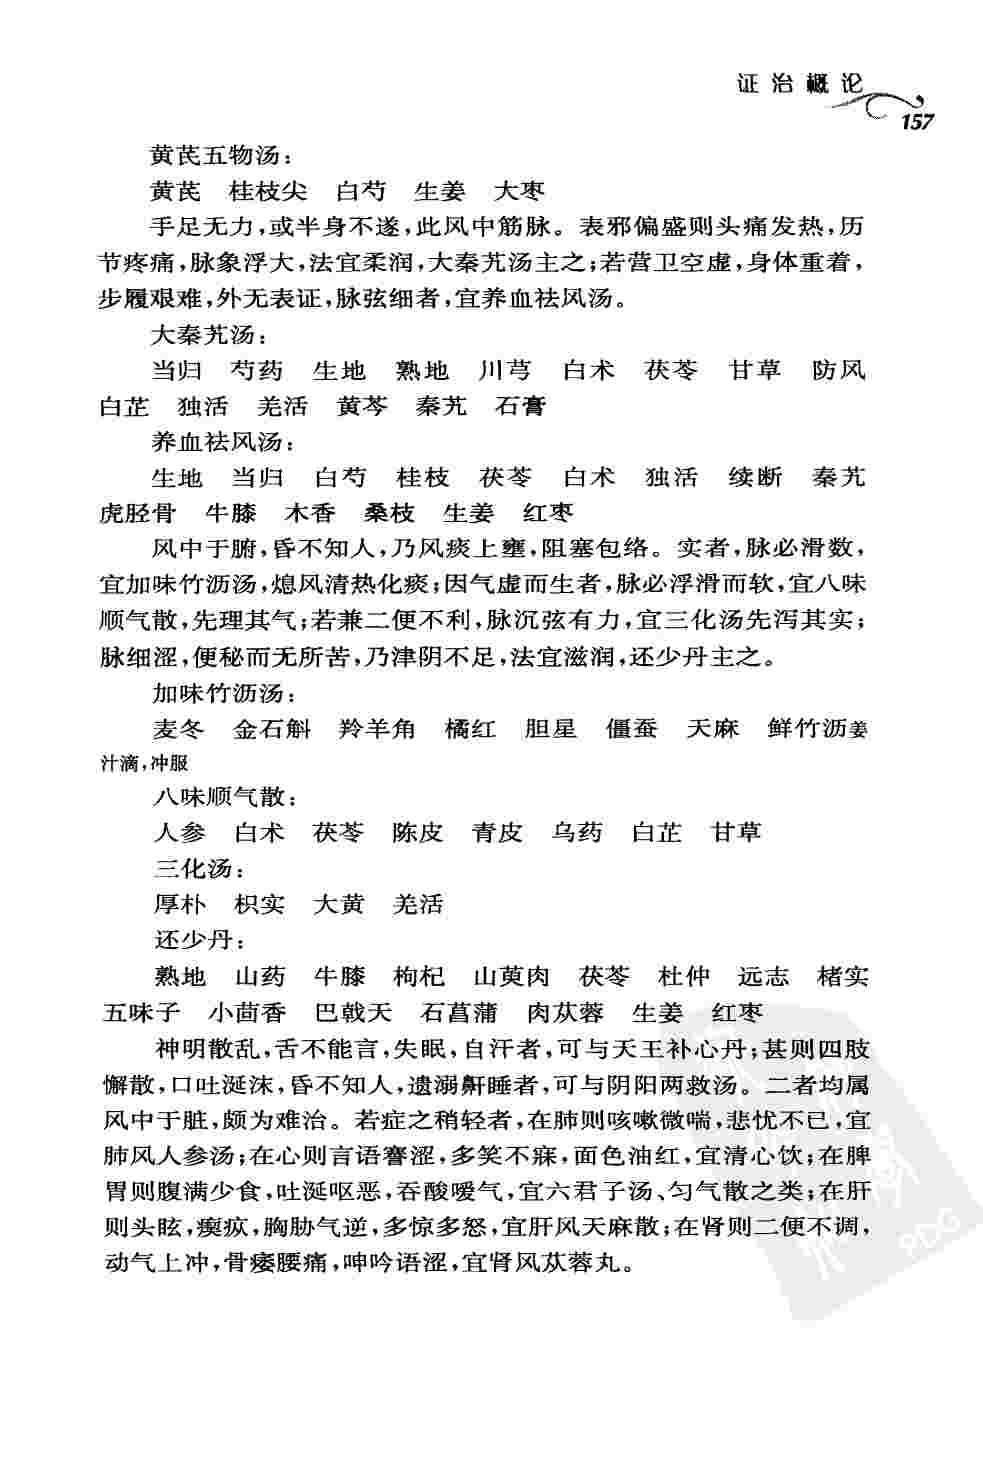 证治概论
157
黄芪五物汤：
黄芪　桂枝尖　白芍　生姜　大枣
手足无力，或半身不遂，此风中筋脉。表邪偏盛则头痛发热，历
节疼痛，脉象浮大，法宜柔润，大秦艽汤主之；若营卫空虚，身体重着，
步履艰难，外无表证，脉弦细者，宜养血祛风汤。
大秦艽汤：
当归　芍药　生地　熟地　川芎　白术　茯苓　甘草　防风
白芷　独活　羌活　黄芩　秦艽　石膏
养血祛风汤：
生地　当归　白芍　桂枝　茯苓　白术　独活　续断　秦艽
虎胫骨　牛膝　木香　桑枝　生姜　红枣
风中于腑，昏不知人，乃风痰上壅，阻塞包络。实者，脉必滑数，
宜加味竹沥汤，熄风清热化痰；因气虚而生者，脉必浮滑而软，宜八味
顺气散，先理其气；若兼二便不利，脉沉弦有力，宜三化汤先泻其实；
脉细涩，便秘而无所苦，乃津阴不足，法宜滋润，还少丹主之。
加味竹沥汤：
麦冬　金石斛　羚羊角　橘红　胆星　僵蚕　天麻　鲜竹沥姜
汁滴，冲服
八味顺气散：
人参　白术　茯苓　陈皮　青皮　乌药　白芷　甘草
三化汤：
厚朴　枳实　大黄　羌活
还少丹：
熟地　山药　牛膝　枸杞　山萸肉　茯苓　杜仲　远志　楮实
五味子　小茴香　巴戟天　石菖蒲　肉苁蓉　生姜　红枣
神明散乱，舌不能言，失眠，自汗者，可与天王补心丹；甚则四肢
懈散，口吐涎沫，昏不知人，遗溺鼾睡者，可与阴阳两救汤。二者均属
风中于脏，颇为难治。若症之稍轻者，在肺则咳嗽微喘，悲忧不已，宜
肺风人参汤；在心则言语謇涩，多笑不寐，面色油红，宜清心饮；在脾
胃则腹满少食，吐涎呕恶，吞酸嗳气，宜六君子汤、匀气散之类；在肝
则头眩，瘈疭，胸胁气逆，多惊多怒，宜肝风天麻散；在肾则二便不调，
动气上冲，骨痿腰痛，呻吟语涩，宜肾风苁蓉丸。
PDG